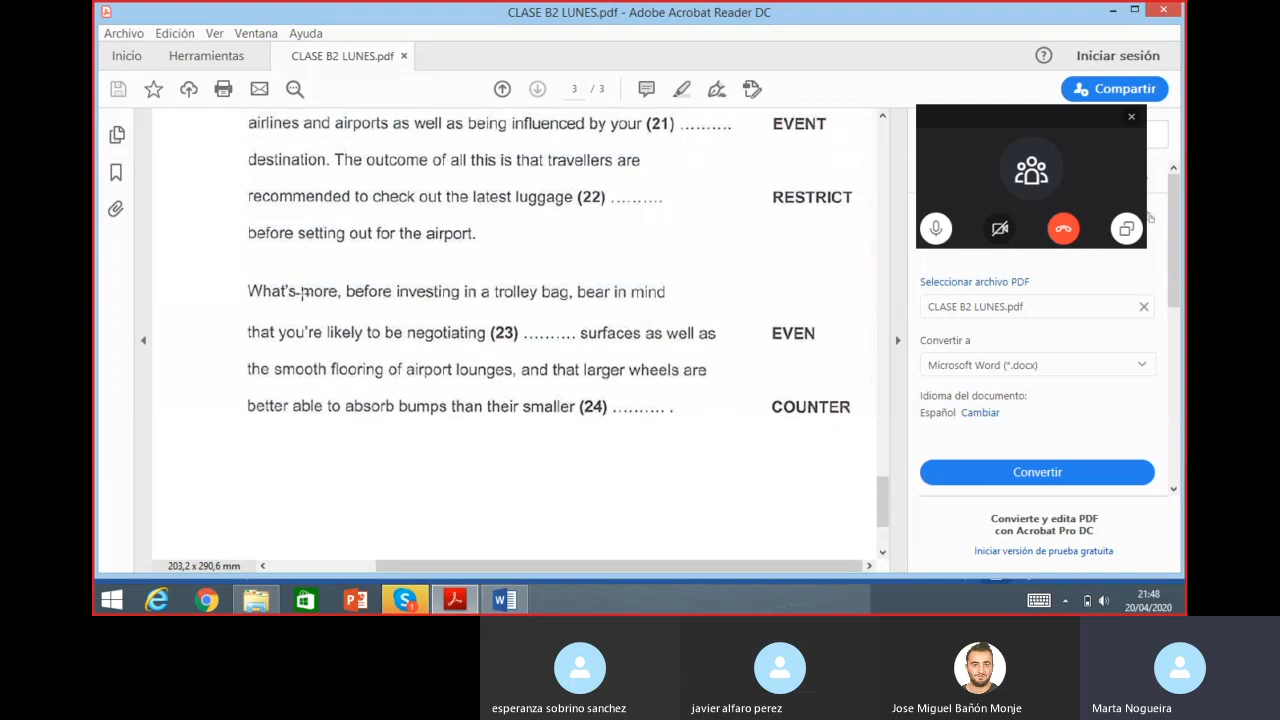 CLASE B2 LUNES.pdf - Adobe Acrobat Reader DC
Archivo Edición Ver Ventana Ayuda
Inicio Herramientas CLASE B2 LUNES.pdf × Iniciar sesión
3 / 3 Compartir
airlines and airports as well as being influenced by your (21) .......... EVENT
destination. The outcome of all this is that travellers are
recommended to check out the latest luggage (22) .......... RESTRICT
before setting out for the airport.
What's more, before investing in a trolley bag, bear in mind
that you're likely to be negotiating (23) .......... surfaces as well as EVEN
the smooth flooring of airport lounges, and that larger wheels are
better able to absorb bumps than their smaller (24) .......... . COUNTER
Seleccionar archivo PDF
CLASE B2 LUNES.pdf
Convertir a
Microsoft Word (*.docx)
Idioma del documento:
Español Cambiar
Convertir
Convierte y edita PDF
con Acrobat Pro DC
Iniciar versión de prueba gratuita
203,2 x 290,6 mm
21:48
20/04/2020
esperanza sobrino sanchez
javier alfaro perez
Jose Miguel Bañón Monje
Marta Nogueira